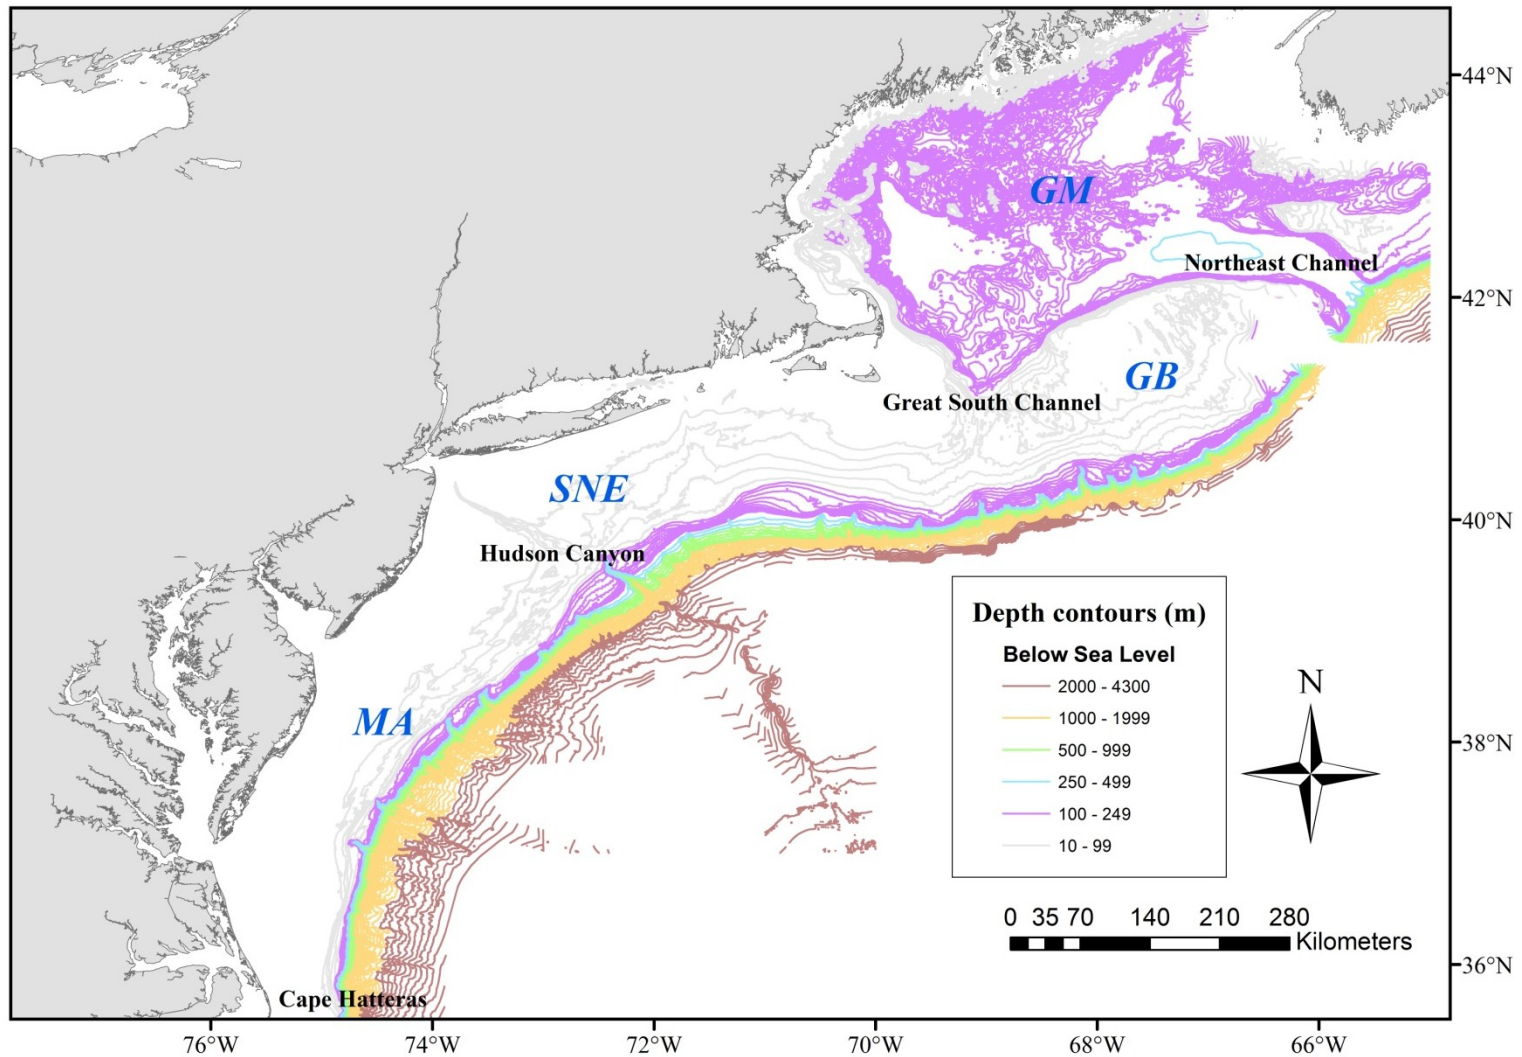 44°N
GM
Northeast Channel
42°N
GB
Great South Channel
SNE
40°N
Hudson Canyon
Depth contours (m)
Below Sea Level
2000 - 4300
1000 - 1999
500 - 999
250 - 499
100 - 249
10 - 99
N
MA
38°N
0 35 70 140 210 280
Kilometers
36°N
Cape Hatteras
76°W 74°W 72°W 70°W 68°W 66°W